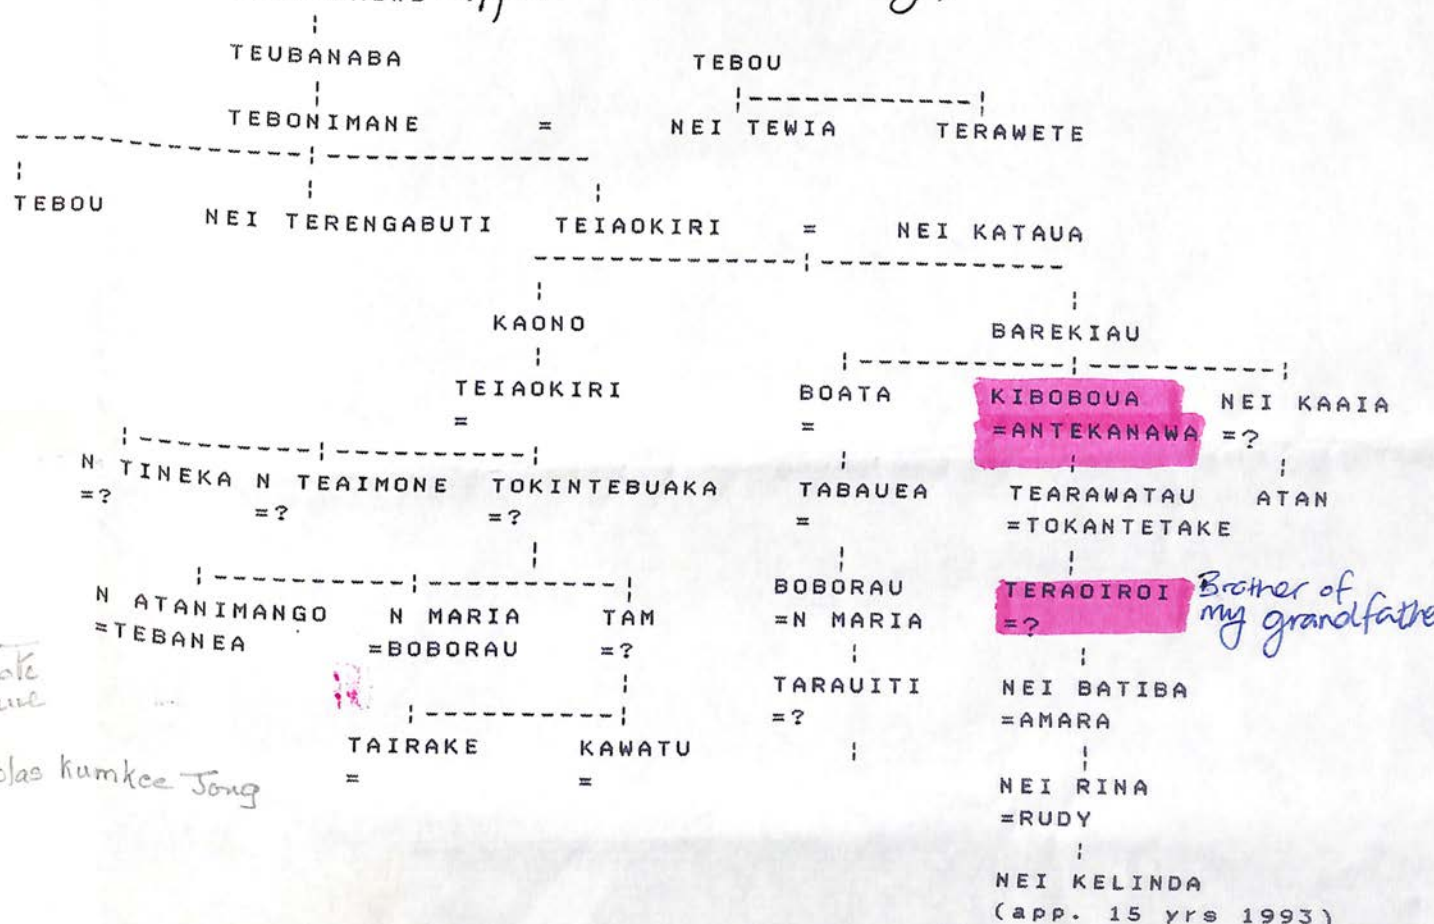 TEUBANABA
TEBOU
TEBONIMANE = NEI TEWIA TERAWETE
TEBOU NEI TERENGABUTI TEIAOKIRI = NEI KATAUA
KAONO BAREKIAU
TEIAOKIRI BOATA KIBOBOUA NEI KAAIA
= = =ANTEKANAWA =?
N TINEKA N TEAIMONE TOKINTEBUAKA TABAUEA TEARAWATAU ATAN
=? =? =? = =TOKANTETAKE
N ATANIMANGO N MARIA TAM BOBORAU TERAOIROI Brother of
=TEBANEA =BOBORAU =? =N MARIA =? my grandfathe
TARAUITI NEI BATIBA
=? =AMARA
TAIRAKE KAWATU
= =
Kumkee Tong
NEI RINA
=RUDY
NEI KELINDA
(app. 15 yrs 1993)